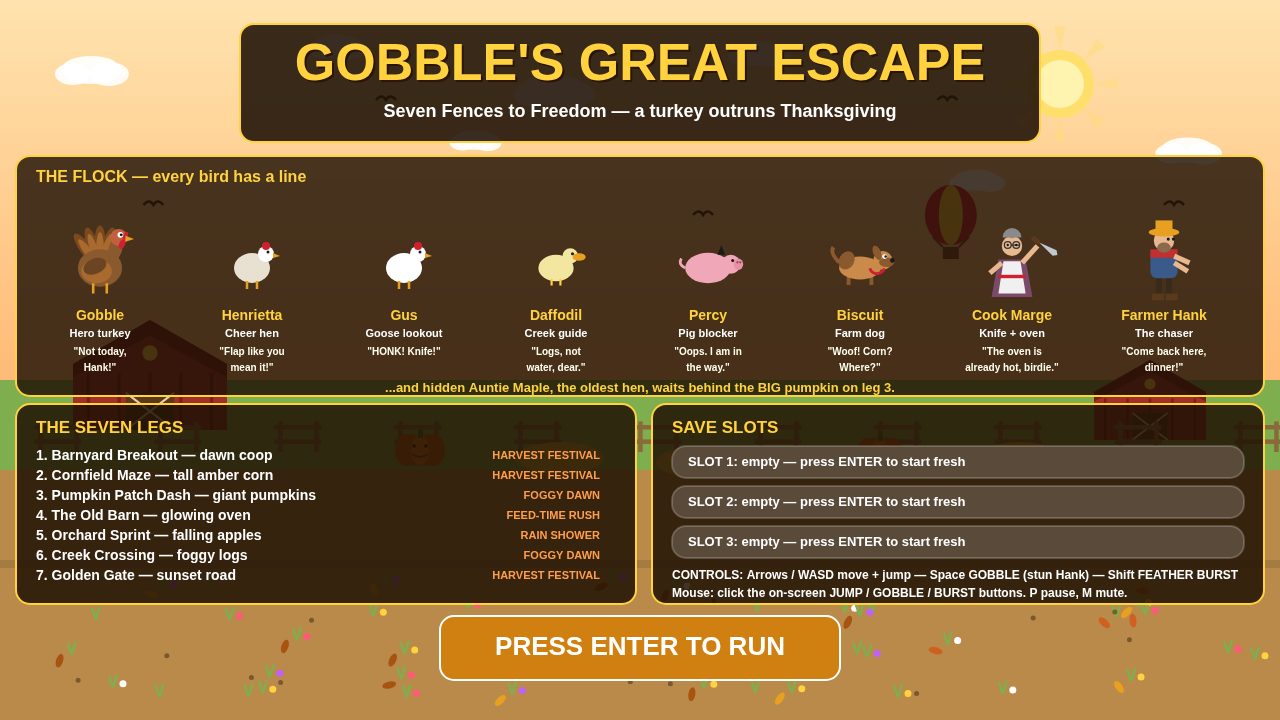 GOBBLE'S GREAT ESCAPE
Seven Fences to Freedom — a turkey outruns Thanksgiving
THE FLOCK — every bird has a line
Gobble
Hero turkey
"Not today,
Hank!"
Henrietta
Cheer hen
"Flap like you
mean it!"
Gus
Goose lookout
"HONK! Knife!"
Daffodil
Creek guide
"Logs, not
water, dear."
Percy
Pig blocker
"Oops. I am in
the way."
Biscuit
Farm dog
"Woof! Corn?
Where?"
Cook Marge
Knife + oven
"The oven is
already hot, birdie."
Farmer Hank
The chaser
"Come back here,
dinner!"
...and hidden Auntie Maple, the oldest hen, waits behind the BIG pumpkin on leg 3.
THE SEVEN LEGS
1. Barnyard Breakout — dawn coop HARVEST FESTIVAL
2. Cornfield Maze — tall amber corn HARVEST FESTIVAL
3. Pumpkin Patch Dash — giant pumpkins FOGGY DAWN
4. The Old Barn — glowing oven FEED-TIME RUSH
5. Orchard Sprint — falling apples RAIN SHOWER
6. Creek Crossing — foggy logs FOGGY DAWN
7. Golden Gate — sunset road HARVEST FESTIVAL
SAVE SLOTS
SLOT 1: empty — press ENTER to start fresh
SLOT 2: empty — press ENTER to start fresh
SLOT 3: empty — press ENTER to start fresh
CONTROLS: Arrows / WASD move + jump — Space GOBBLE (stun Hank) — Shift FEATHER BURST
Mouse: click the on-screen JUMP / GOBBLE / BURST buttons. P pause, M mute.
PRESS ENTER TO RUN